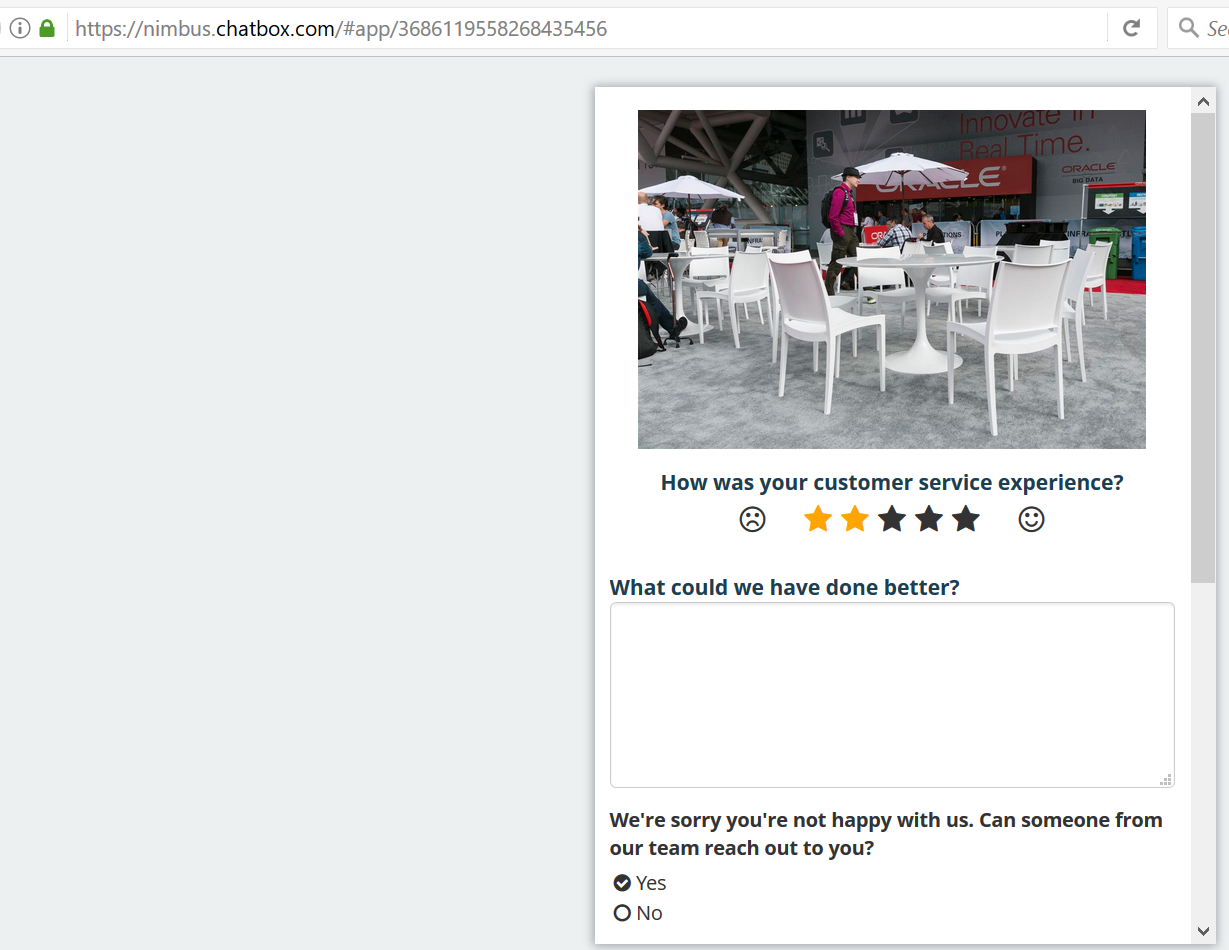 https://nimbus.chatbox.com/#app/3686119558268435456
Innovate in
Real Time.
ORACLE
ORACLE
BIG DATA
How was your customer service experience?
What could we have done better?
We're sorry you're not happy with us. Can someone from
our team reach out to you?
Yes
No